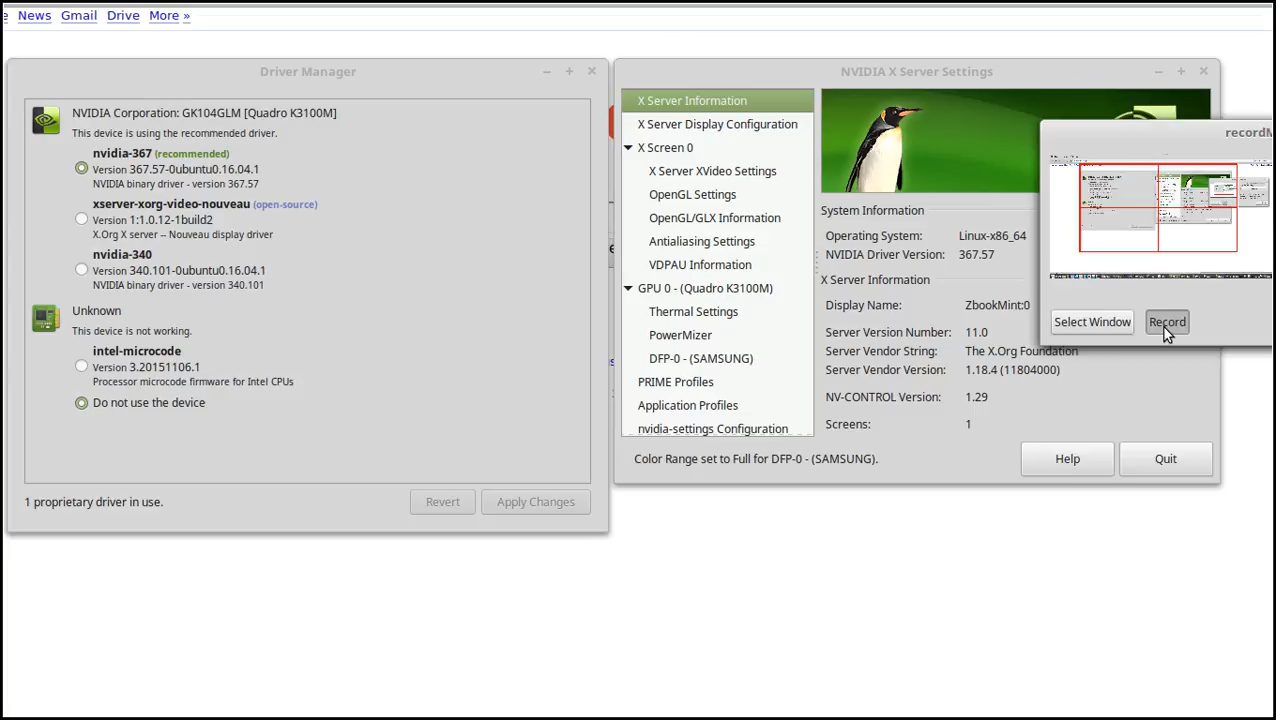 News Gmail Drive More »
Driver Manager
NVIDIA Corporation: GK104GLM [Quadro K3100M]
This device is using the recommended driver.
nvidia-367 (recommended)
Version 367.57-0ubuntu0.16.04.1
NVIDIA binary driver - version 367.57
xserver-xorg-video-nouveau (open-source)
Version 1:1.0.12-1build2
X.Org X server -- Nouveau display driver
nvidia-340
Version 340.101-0ubuntu0.16.04.1
NVIDIA binary driver - version 340.101
Unknown
This device is not working.
intel-microcode
Version 3.20151106.1
Processor microcode firmware for Intel CPUs
Do not use the device
1 proprietary driver in use.
Revert
Apply Changes
NVIDIA X Server Settings
X Server Information
X Server Display Configuration
X Screen 0
X Server XVideo Settings
OpenGL Settings
OpenGL/GLX Information
Antialiasing Settings
VDPAU Information
GPU 0 - (Quadro K3100M)
Thermal Settings
PowerMizer
DFP-0 - (SAMSUNG)
PRIME Profiles
Application Profiles
nvidia-settings Configuration
System Information
Operating System: Linux-x86_64
NVIDIA Driver Version: 367.57
X Server Information
Display Name: ZbookMint:0
Server Version Number: 11.0
Server Vendor String: The X.Org Foundation
Server Vendor Version: 1.18.4 (11804000)
NV-CONTROL Version: 1.29
Screens: 1
Color Range set to Full for DFP-0 - (SAMSUNG).
Help
Quit
recordM
Select Window
Record